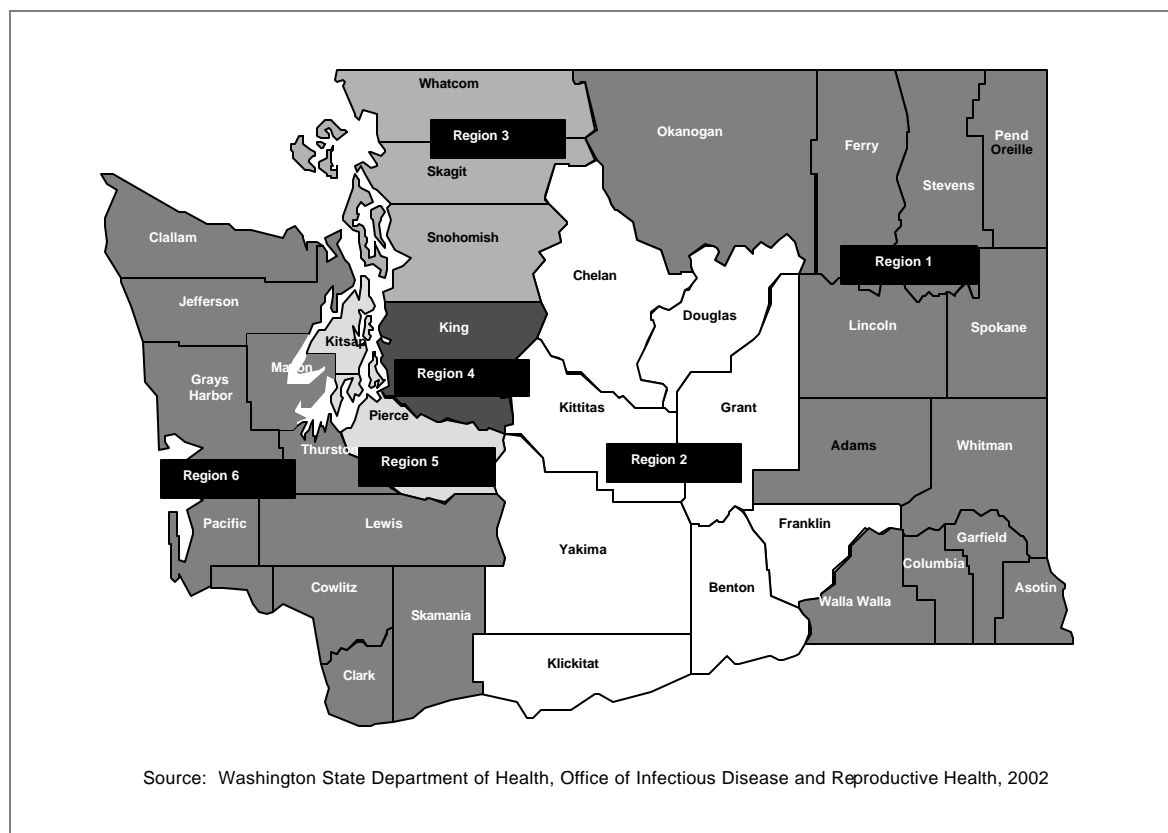 Whatcom
Region 3
Okanogan
Ferry
Pend
Oreille
Skagit
Stevens
Clallam
Snohomish
Region 1
Chelan
Jefferson
Douglas
King
Lincoln
Spokane
Kitsap
Mason
Region 4
Grays
Harbor
Kittitas
Grant
Pierce
Adams
Whitman
Thurston
Region 5
Region 2
Region 6
Pacific
Lewis
Franklin
Garfield
Yakima
Columbia
Cowlitz
Benton
Asotin
Walla Walla
Skamania
Klickitat
Clark
Source: Washington State Department of Health, Office of Infectious Disease and Reproductive Health, 2002